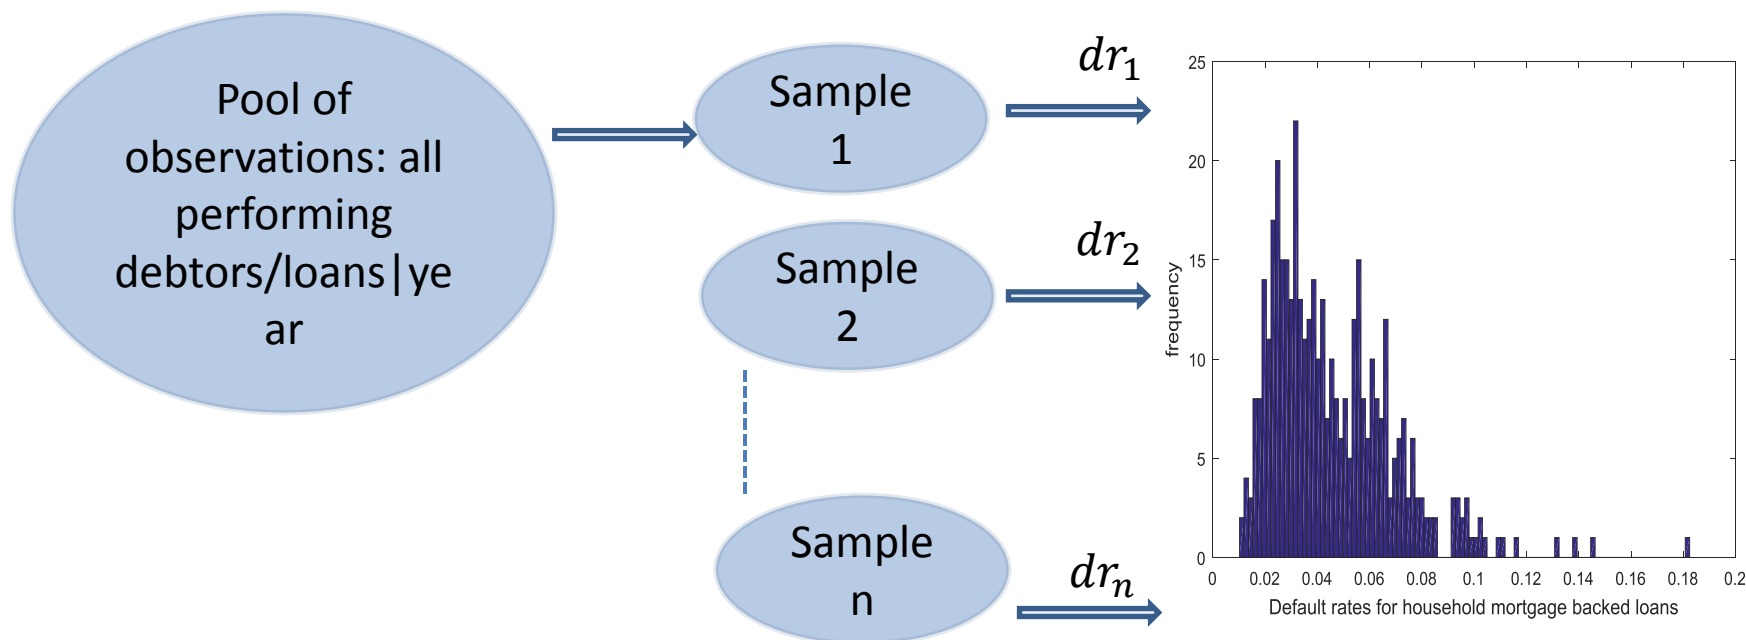 Pool of
observations: all
performing
debtors/loans|ye
ar
Sample
1
Sample
2
Sample
n
dr₁
dr₂
drₙ
25
20
15
10
5
0
frequency
0 0.02 0.04 0.06 0.08 0.1 0.12 0.14 0.16 0.18 0.2
Default rates for household mortgage backed loans